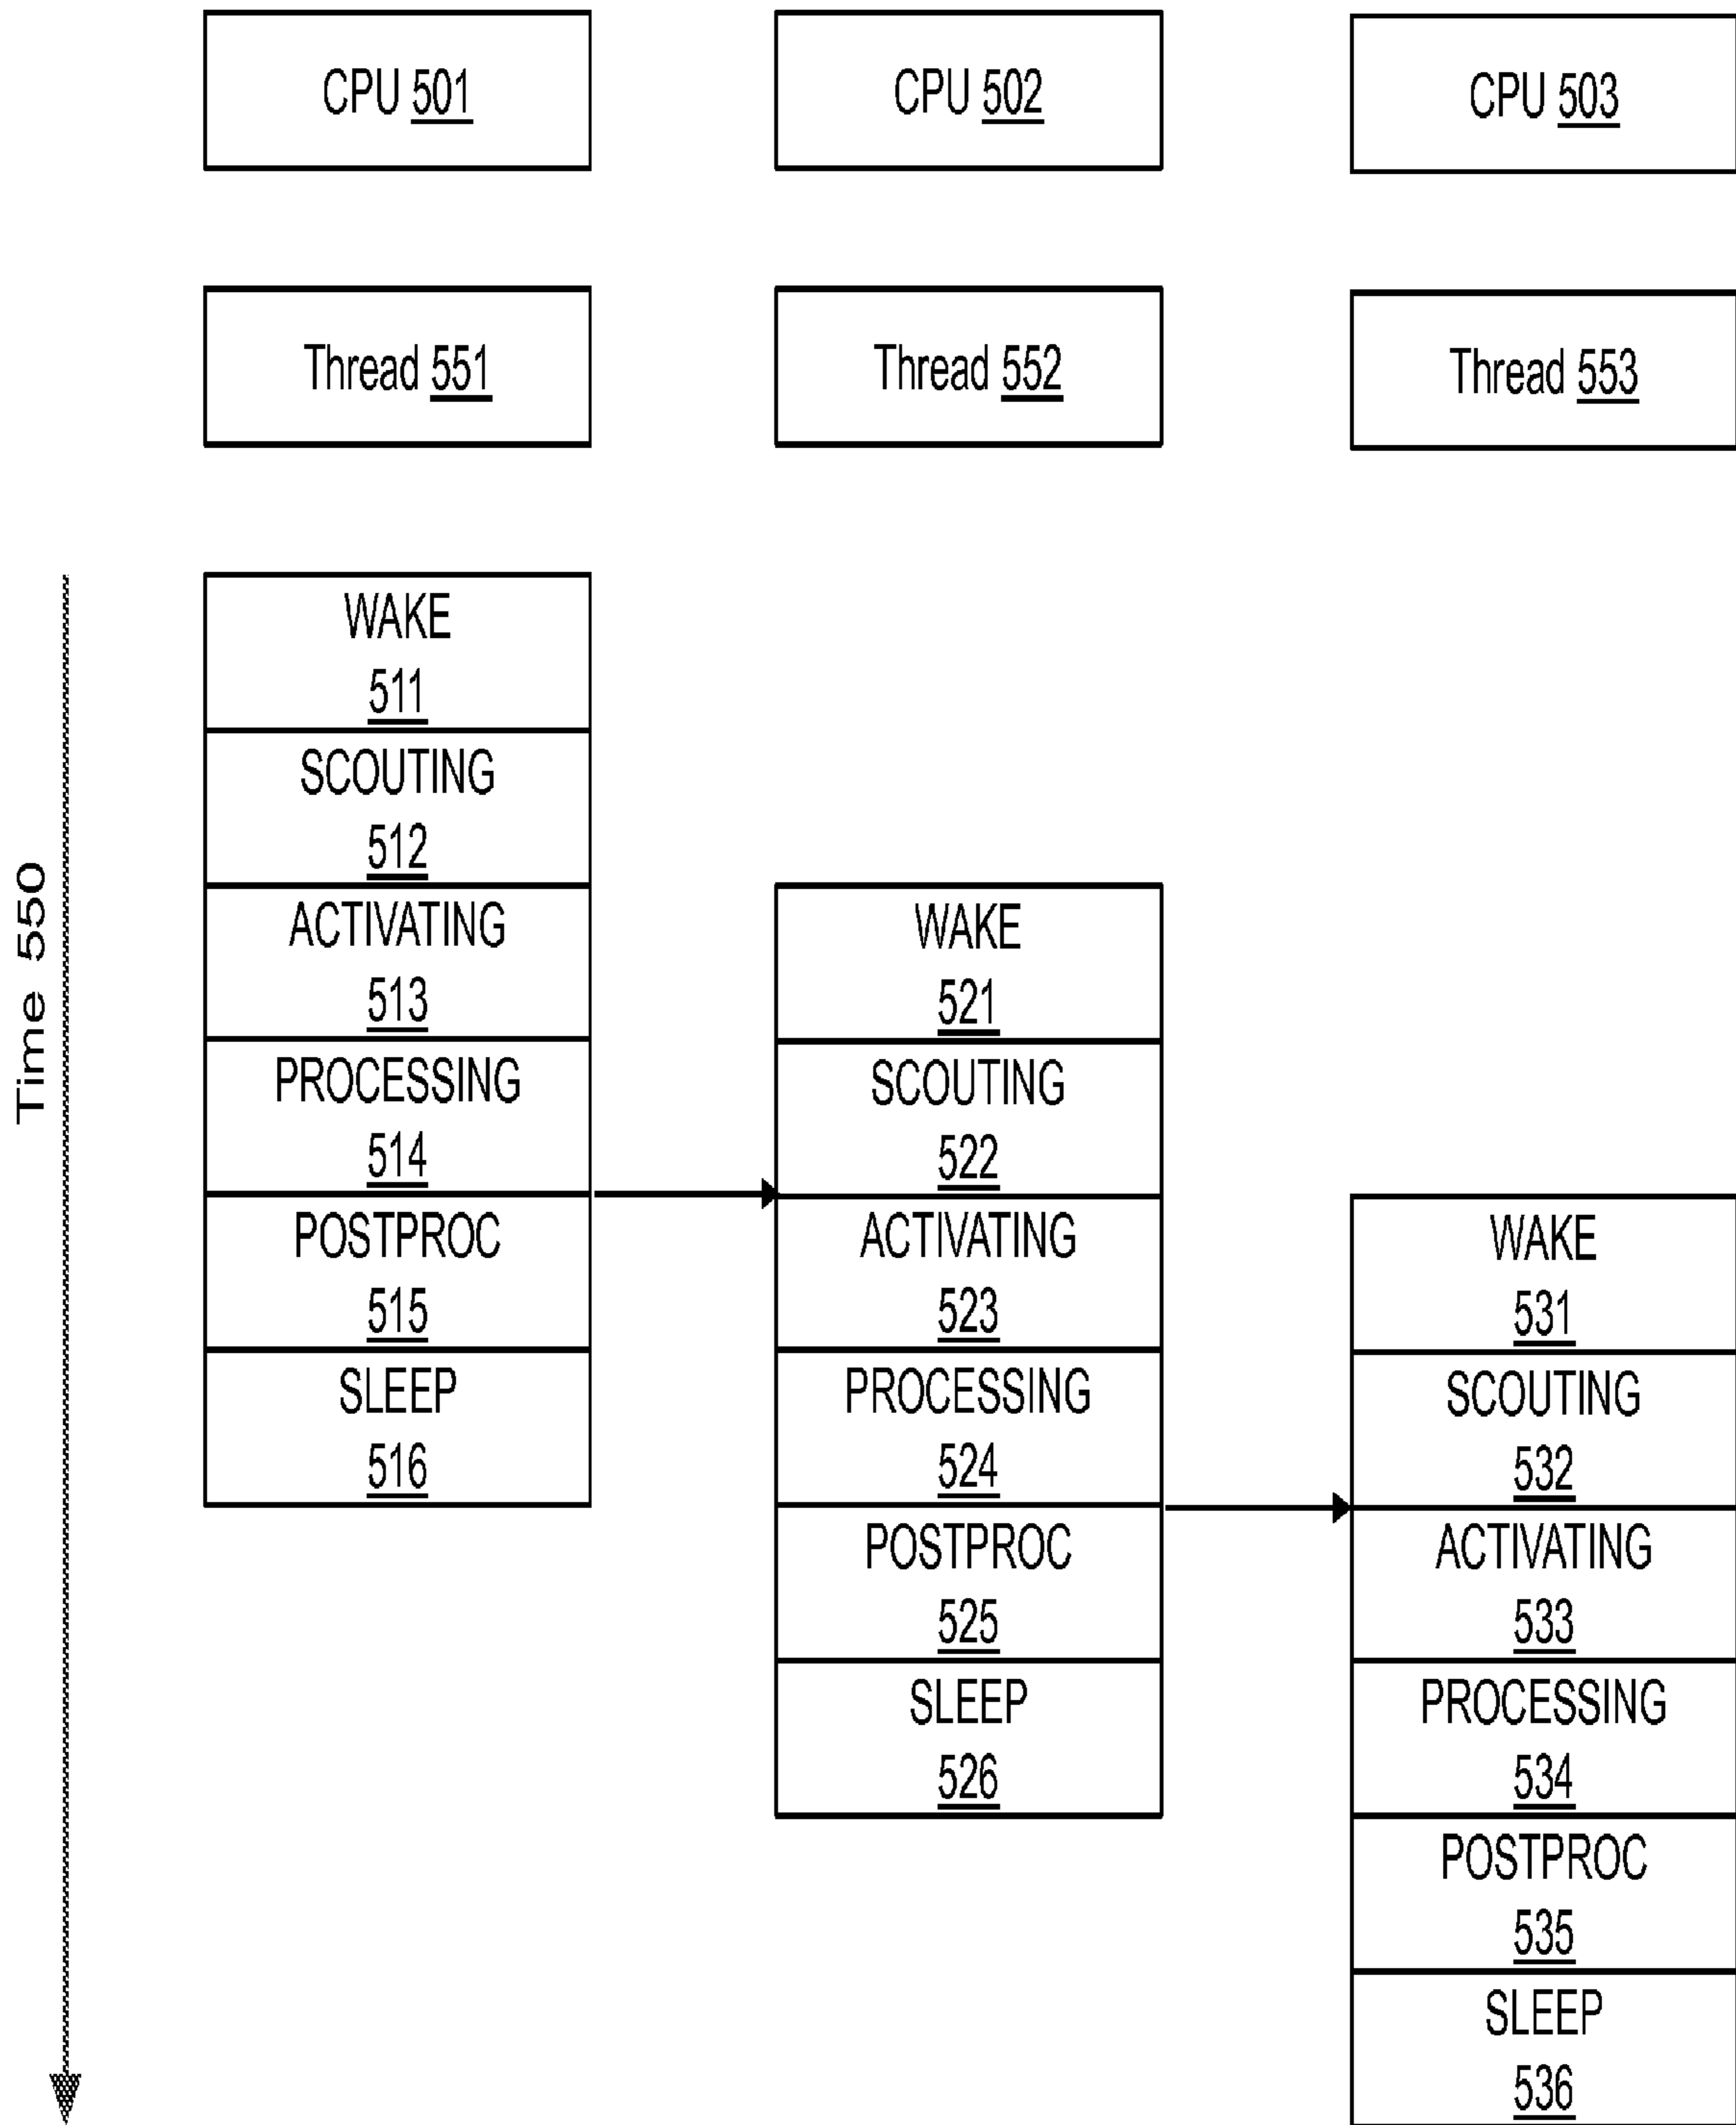 CPU 501
CPU 502
CPU 503
Thread 551
Thread 552
Thread 553
Time 550
WAKE
511
SCOUTING
512
ACTIVATING
513
PROCESSING
514
POSTPROC
515
SLEEP
516
WAKE
521
SCOUTING
522
ACTIVATING
523
PROCESSING
524
POSTPROC
525
SLEEP
526
WAKE
531
SCOUTING
532
ACTIVATING
533
PROCESSING
534
POSTPROC
535
SLEEP
536